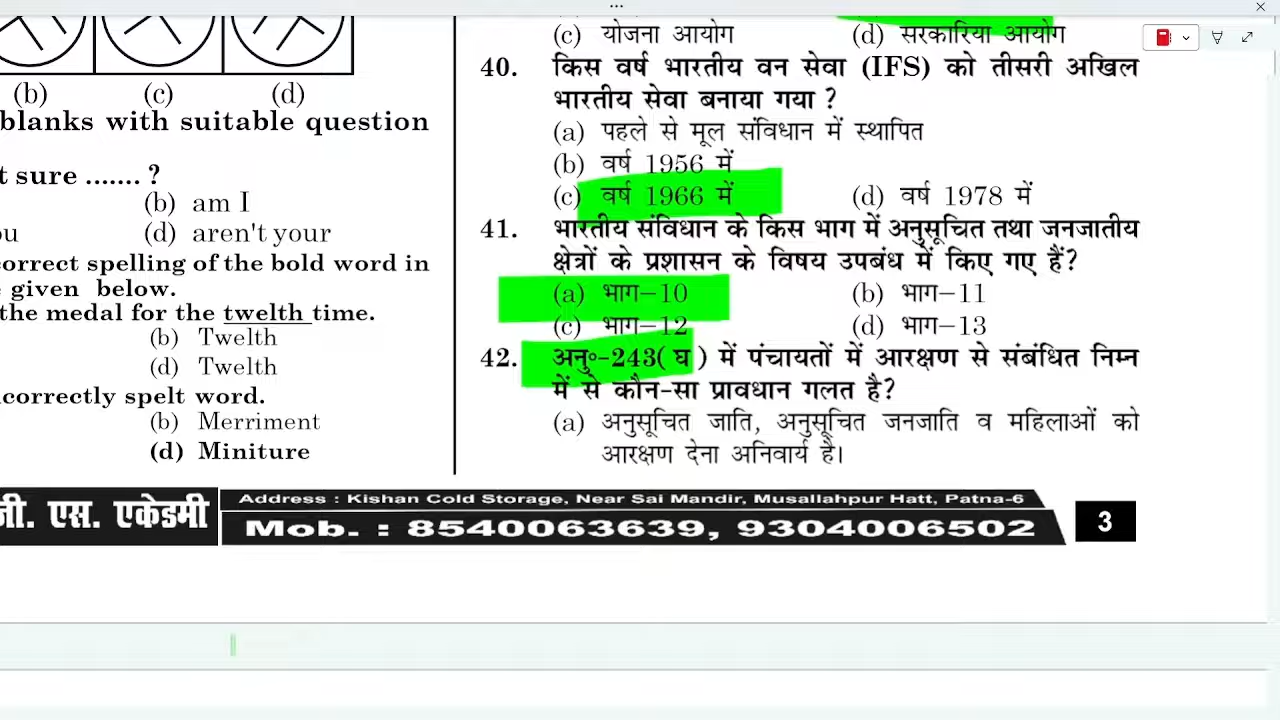 (b) (c) (d)
blanks with suitable question
t sure ....... ?
(b) am I
(d) aren't your
correct spelling of the bold word in
given below.
the medal for the twelth time.
(b) Twelth
(d) Twelth
correctly spelt word.
(b) Merriment
(d) Miniture
(c) योजना आयोग (d) सरकारिया आयोग
40. किस वर्ष भारतीय वन सेवा (IFS) को तीसरी अखिल
भारतीय सेवा बनाया गया ?
(a) पहले से मूल संविधान में स्थापित
(b) वर्ष 1956 में
(c) वर्ष 1966 में (d) वर्ष 1978 में
41. भारतीय संविधान के किस भाग में अनुसूचित तथा जनजातीय
क्षेत्रों के प्रशासन के विषय उपबंध में किए गए हैं?
(a) भाग–10 (b) भाग–11
(c) भाग–12 (d) भाग–13
42. अनु॰-243( घ ) में पंचायतों में आरक्षण से संबंधित निम्न
में से कौन-सा प्रावधान गलत है?
(a) अनुसूचित जाति, अनुसूचित जनजाति व महिलाओं को
आरक्षण देना अनिवार्य है।
जी. एस. एकेडमी
Address : Kishan Cold Storage, Near Sai Mandir, Musallahpur Hatt, Patna-6
Mob. : 8540063639, 9304006502
3